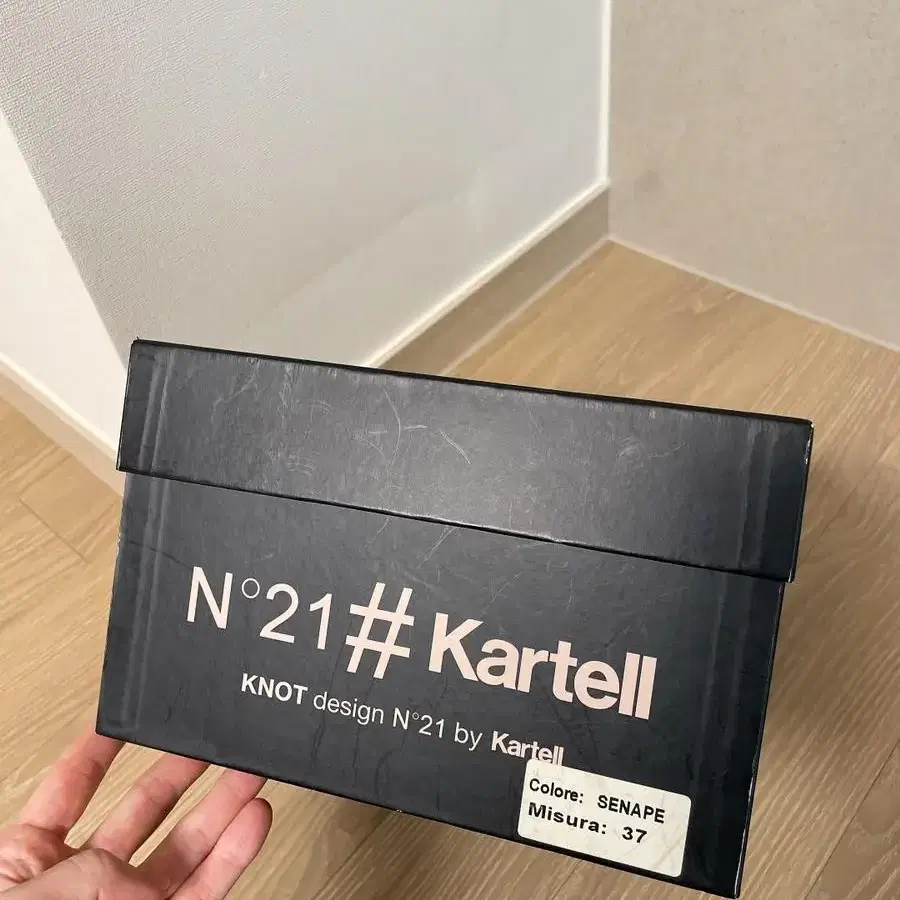 N°21#Kartell
KNOT design N°21 by Kartell
Colore: SENAPE
Misura: 37